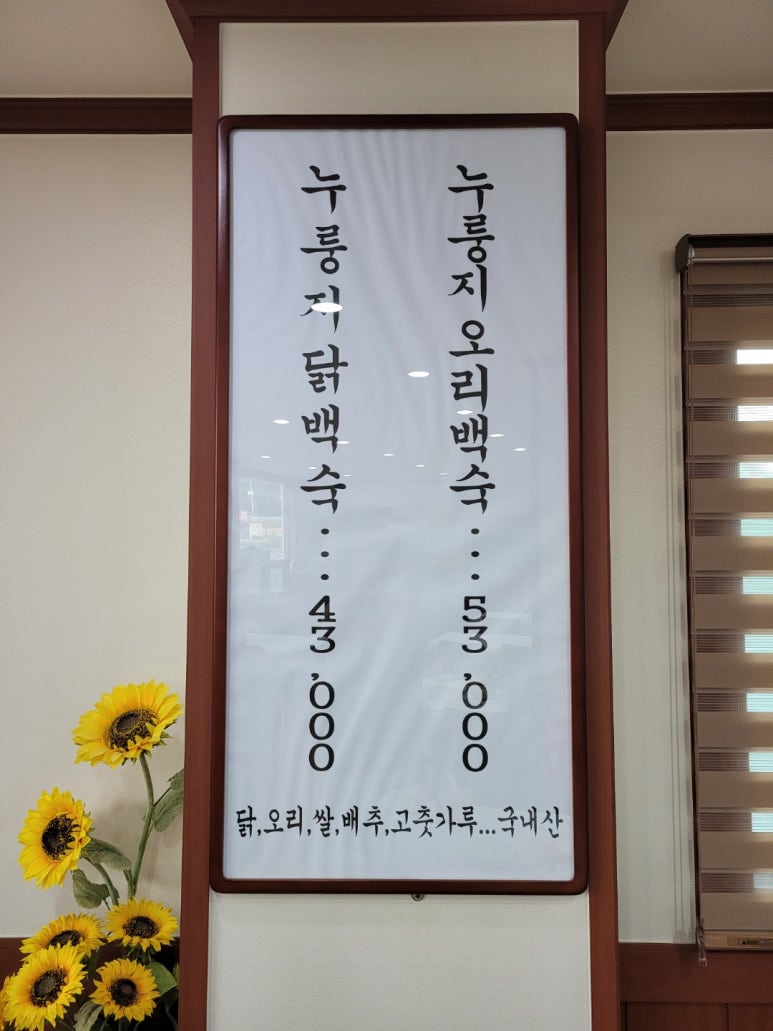 누룽지오리백숙...53,000
누룽지닭백숙...43,000
닭,오리,쌀,배추,고춧가루...국내산